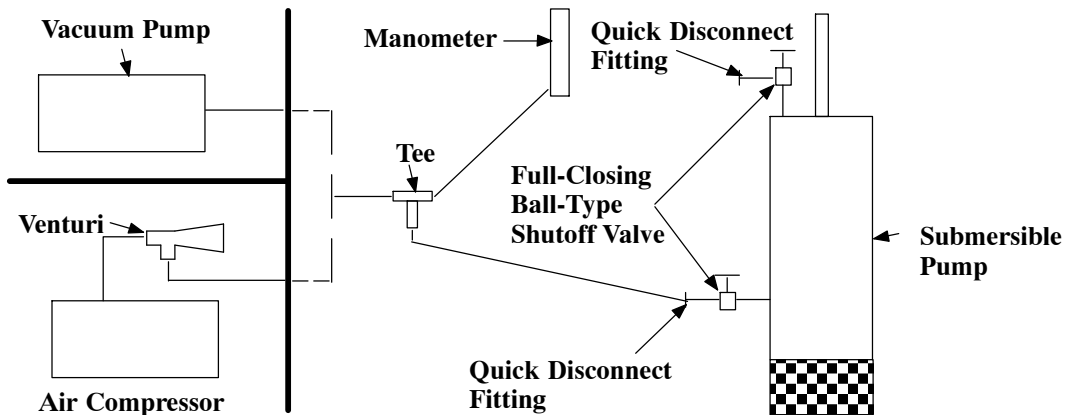 Vacuum Pump
Manometer
Quick Disconnect
Fitting
Tee
Full-Closing
Ball-Type
Shutoff Valve
Venturi
Submersible
Pump
Quick Disconnect
Fitting
Air Compressor